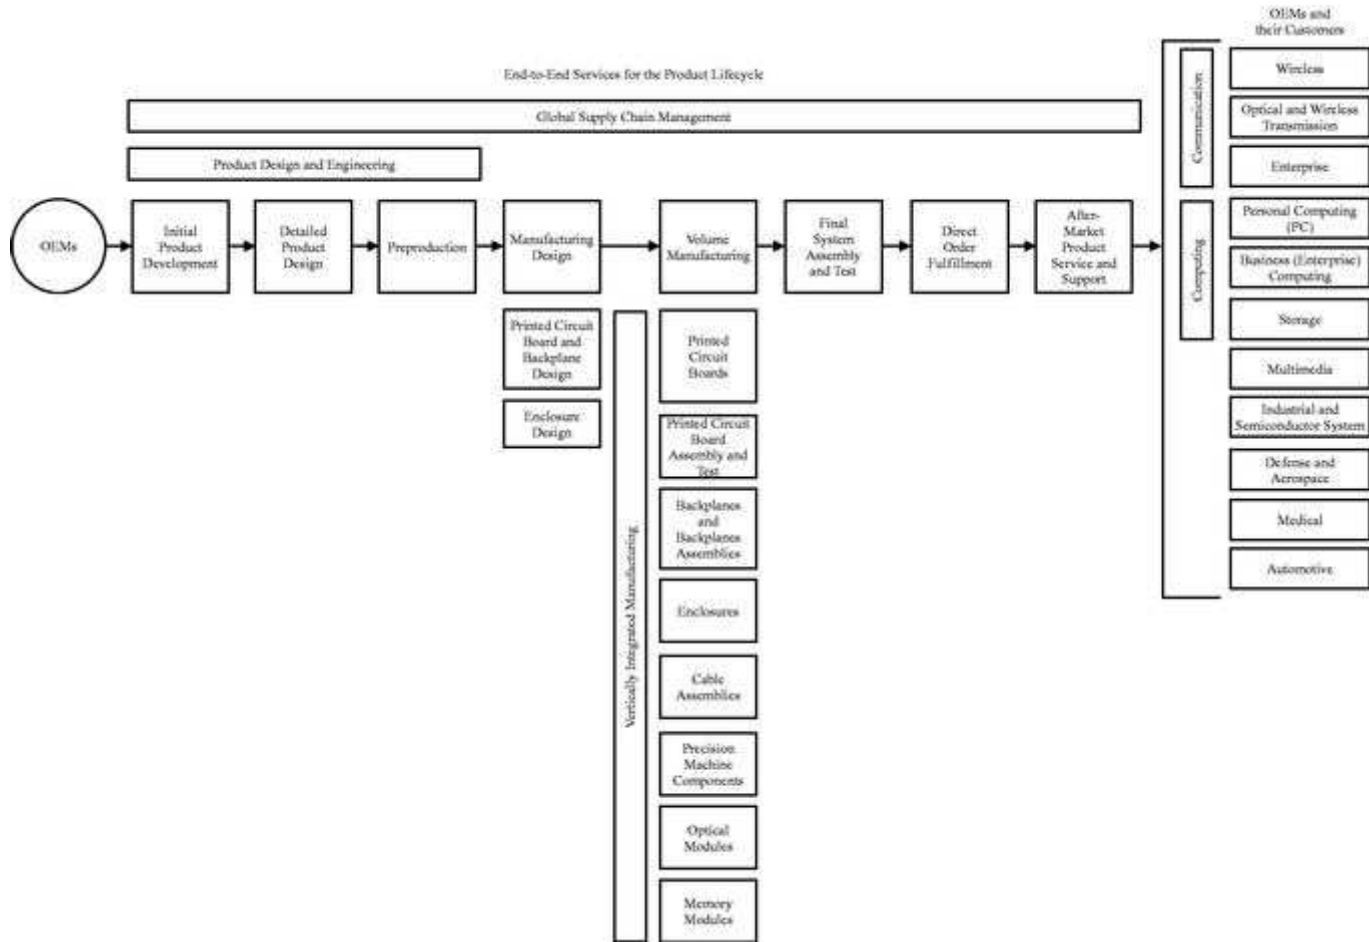 OEMs and
their Customers
End-to-End Services for the Product Lifecycle
Global Supply Chain Management
Product Design and Engineering
OEMs
Initial
Product
Development
Detailed
Product
Design
Preproduction
Manufacturing
Design
Volume
Manufacturing
Final
System
Assembly
and Test
Direct
Order
Fulfillment
After-
Market
Product
Service and
Support
Printed Circuit
Board and
Backplane
Design
Enclosure
Design
Vertically Integrated Manufacturing
Printed
Circuit
Boards
Printed Circuit
Board
Assembly and
Test
Backplanes
and
Backplanes
Assemblies
Enclosures
Cable
Assemblies
Precision
Machine
Components
Optical
Modules
Memory
Modules
Communication
Computing
Wireless
Optical and Wireless
Transmission
Enterprise
Personal Computing
(PC)
Business (Enterprise)
Computing
Storage
Multimedia
Industrial and
Semiconductor System
Defense and
Aerospace
Medical
Automotive